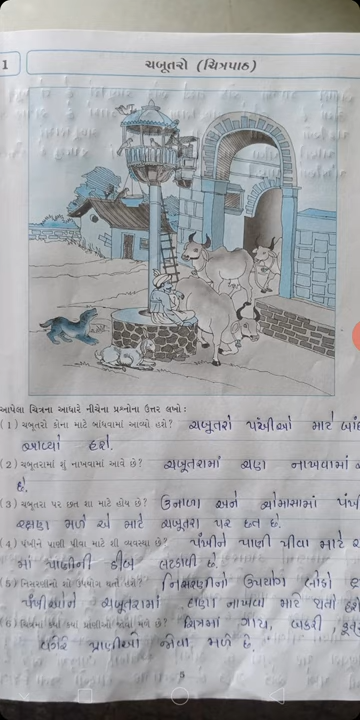 1
ચબૂતરો (ચિત્રપાઠ)
આપેલા ચિત્રના આધારે નીચેના પ્રશ્નોના ઉત્તર લખો :
(1) ચબૂતરો કોના માટે બાંધવામાં આવ્યો હશે? ચબુતરો પંખીઓ માટે
આવ્યો હશે.
(2) ચબૂતરામાં શું નાખવામાં આવે છે? ચબુતરામાં ચણ નાખવામાં
છે.
(3) ચબૂતરા પર છત શા માટે હોય છે? ઉનાળા અને ચોમાસામાં
રક્ષણ મળે એ માટે ચબુતરા પર છત છે.
(4) પંખીને પાણી પીવા માટે શી વ્યવસ્થા છે? પંખીને પાણી પીવા માટે
માં પાણીની ઠીબ લટકાવી છે.
(5) નિસરણીનો શો ઉપયોગ થતો હશે? નિસરણીનો ઉપયોગ લોકો
પંખીઓને ચબુતરામાં દાણા નાખવા માટે થતો હશે
(6) ચિત્રમાં કયાં કયાં પ્રાણીઓ જોવા મળે છે? ચિત્રમાં ગાય, બકરી
વગેરે પ્રાણીઓ જોવા મળે છે.